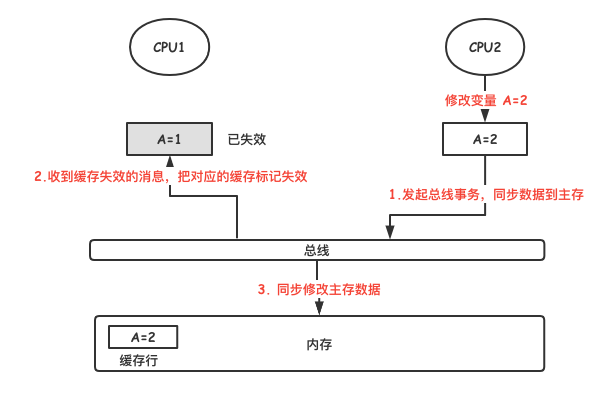 CPU1
CPU2
修改变量 A=2
A=1
已失效
A=2
2.收到缓存失效的消息，把对应的缓存标记失效
1.发起总线事务，同步数据到主存
总线
3. 同步修改主存数据
A=2
内存
缓存行